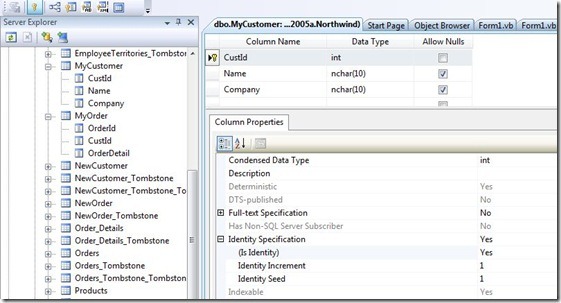 Server Explorer
EmployeeTerritories_Tombstone
MyCustomer
CustId
Name
Company
MyOrder
OrderId
CustId
OrderDetail
NewCustomer
NewCustomer_Tombstone
NewCustomer_Tombstone_To
NewOrder
NewOrder_Tombstone
Order_Details
Order_Details_Tombstone
Orders
Orders_Tombstone
Orders_Tombstone_Tombston
Products
dbo.MyCustomer: ...2005a.Northwind) Start Page Object Browser Form1.vb Form1.vb
Column Name Data Type Allow Nulls
CustId int
Name nchar(10)
Company nchar(10)
Column Properties
Condensed Data Type int
Description
Deterministic Yes
DTS-published No
Full-text Specification No
Has Non-SQL Server Subscriber No
Identity Specification Yes
(Is Identity) Yes
Identity Increment 1
Identity Seed 1
Indexable Yes